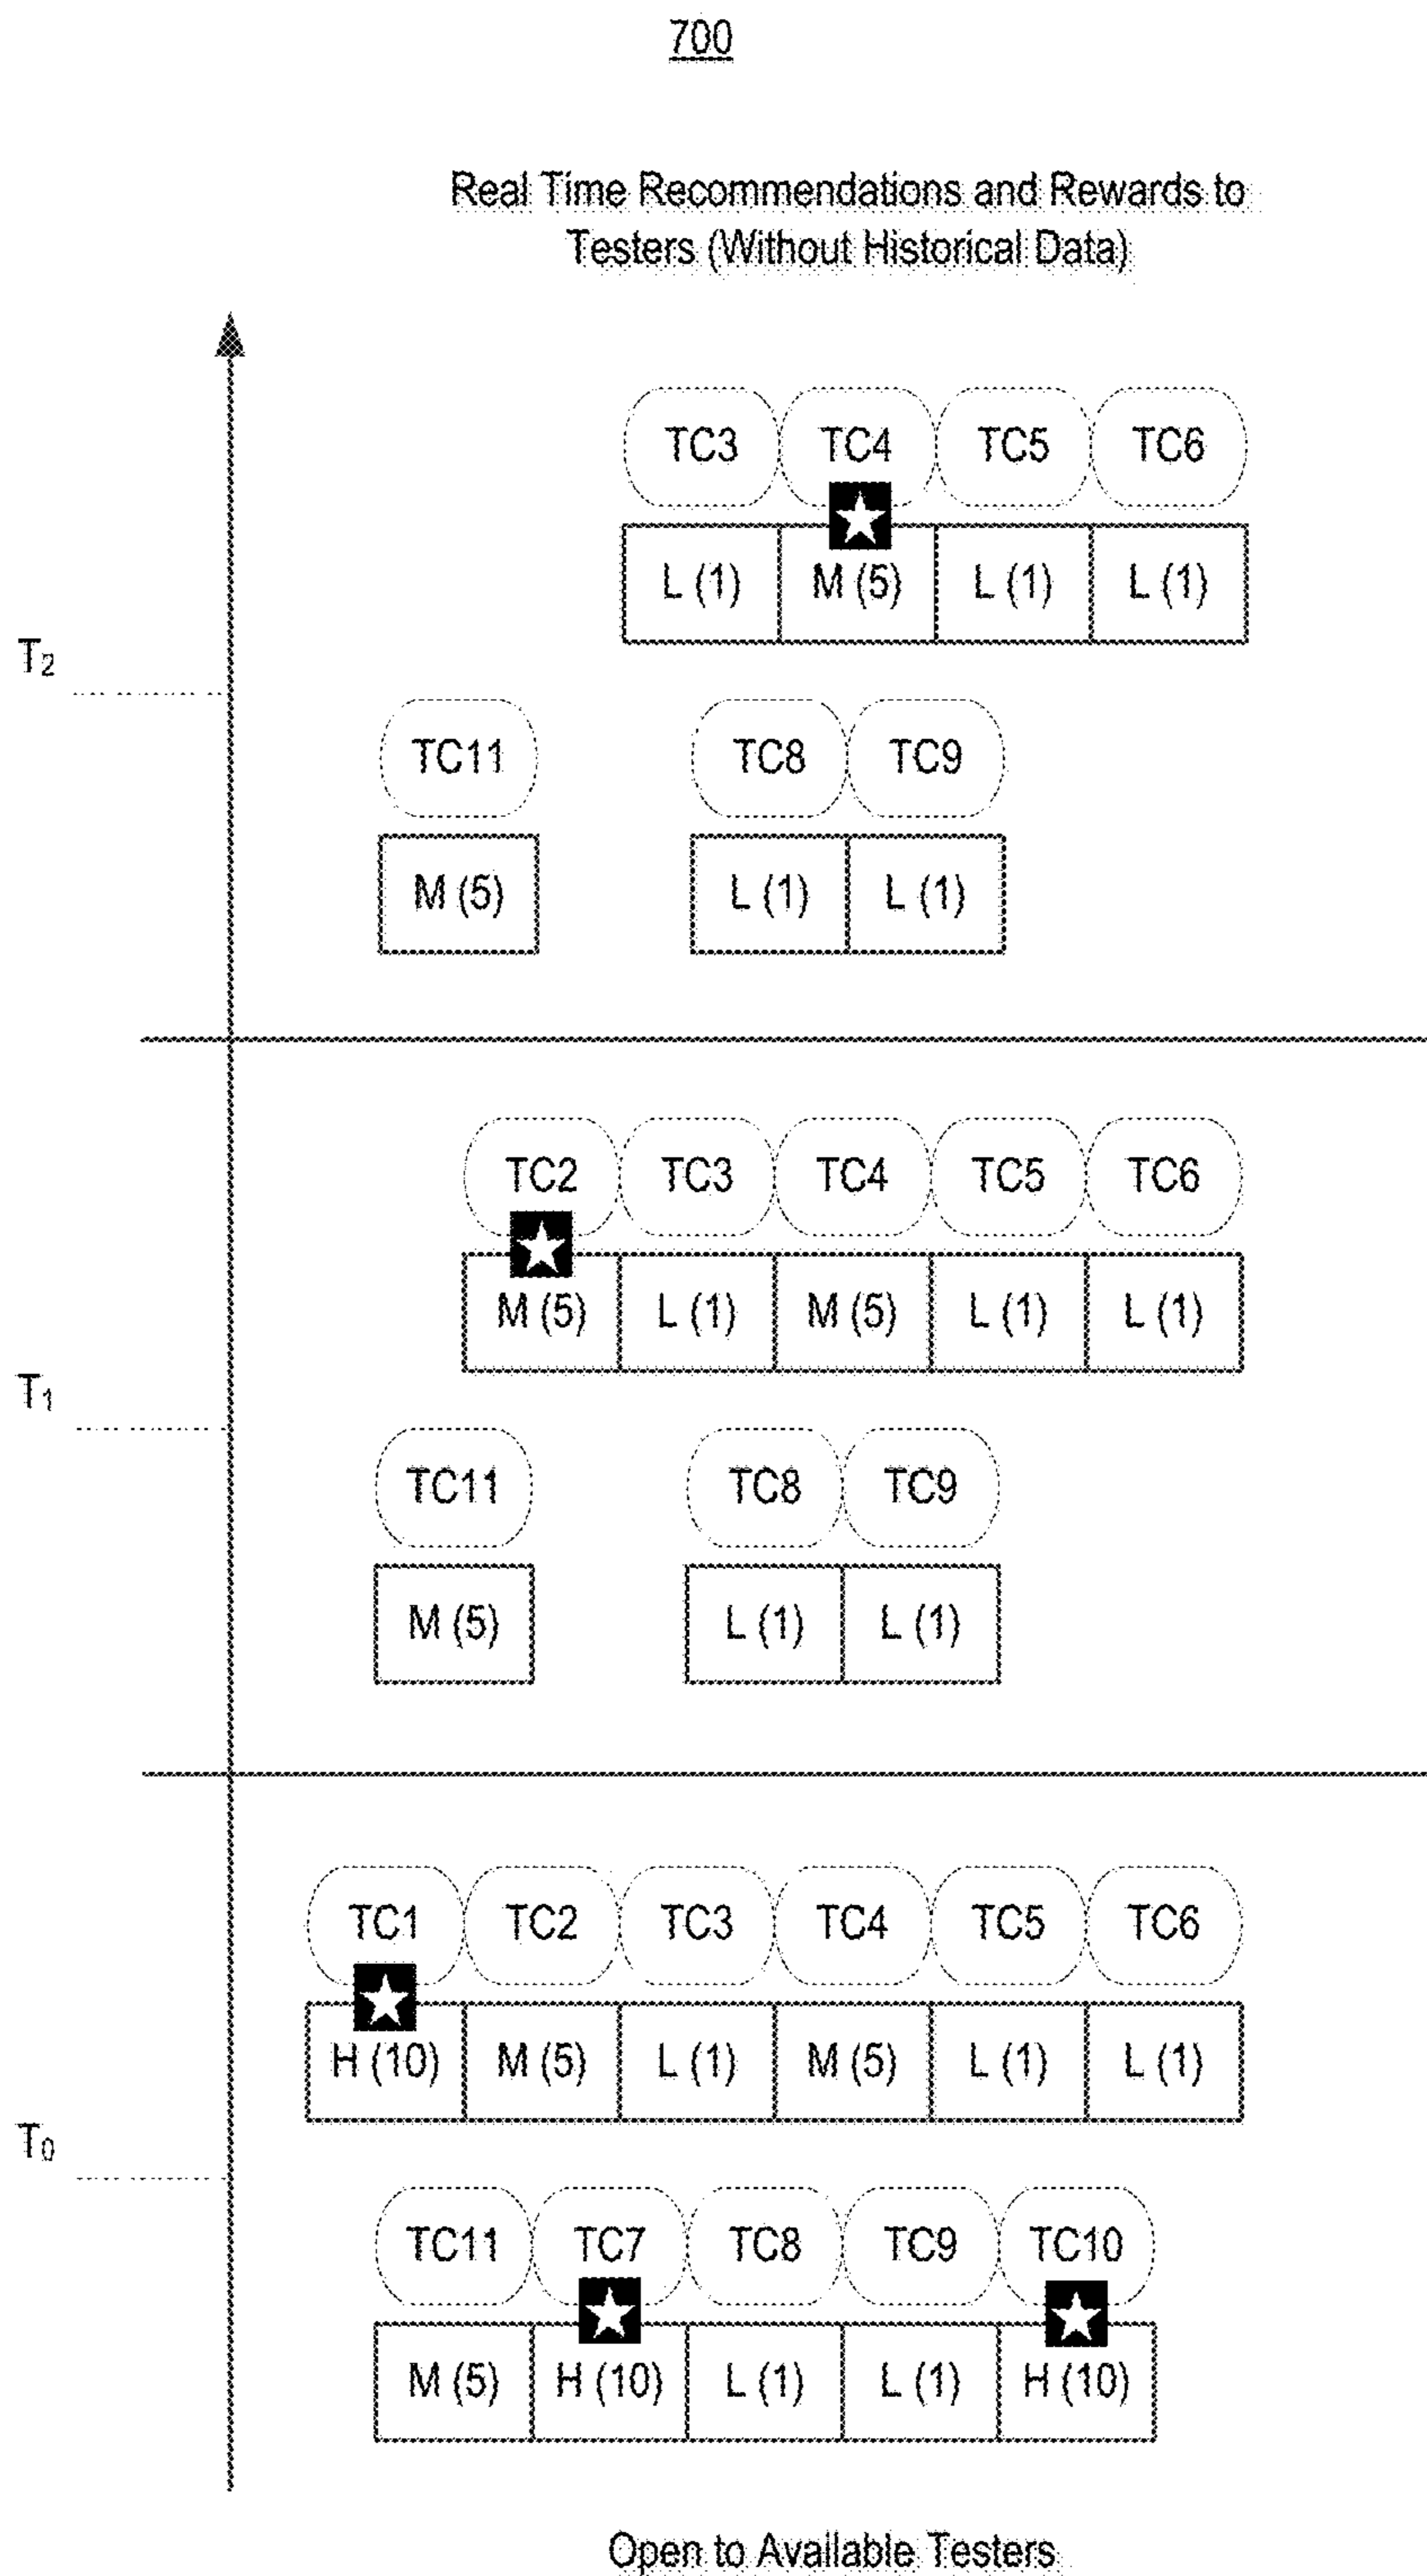 700
Real Time Recommendations and Rewards to
Testers (Without Historical Data)
TC3 TC4 TC5 TC6
L (1) M (5) L (1) L (1)
T2
TC11 TC8 TC9
M (5) L (1) L (1)
TC2 TC3 TC4 TC5 TC6
M (5) L (1) M (5) L (1) L (1)
T1
TC11 TC8 TC9
M (5) L (1) L (1)
TC1 TC2 TC3 TC4 TC5 TC6
H (10) M (5) L (1) M (5) L (1) L (1)
T0
TC11 TC7 TC8 TC9 TC10
M (5) H (10) L (1) L (1) H (10)
Open to Available Testers